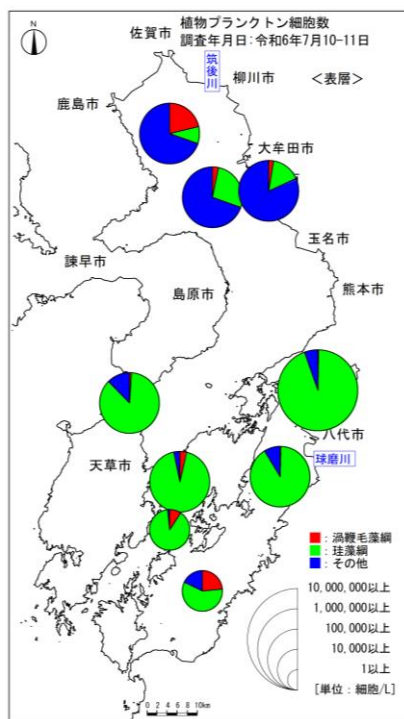 植物プランクトン細胞数
調査年月日:令和6年7月10-11日
佐賀市
筑後川
柳川市
<表層>
鹿島市
大牟田市
玉名市
諫早市
島原市
熊本市
八代市
球磨川
天草市
:渦鞭毛藻綱
:珪藻綱
:その他
10,000,000以上
1,000,000以上
100,000以上
10,000以上
1以上
[単位:細胞/L]
N
0 2 4 6 8 10km